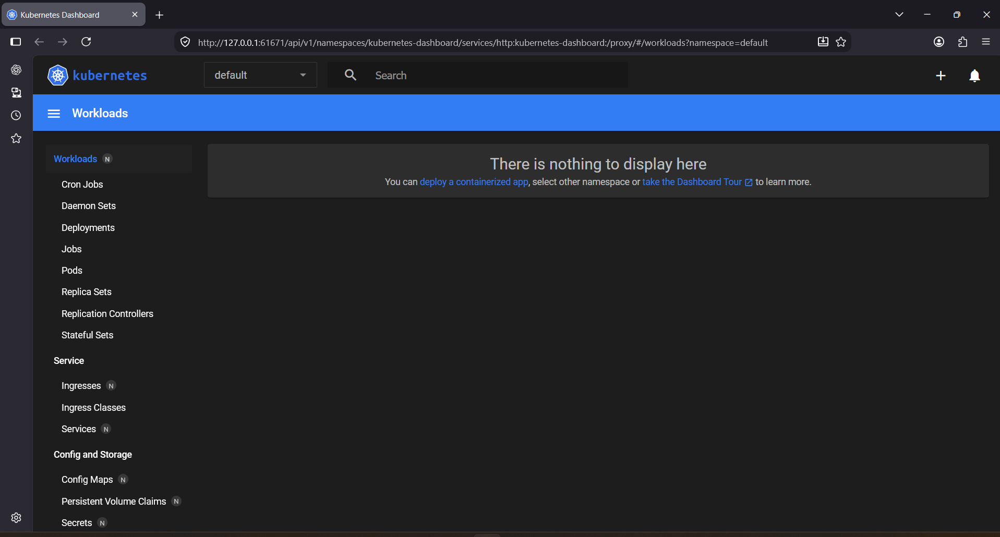 Kubernetes Dashboard
http://127.0.0.1:61671/api/v1/namespaces/kubernetes-dashboard/services/http:kubernetes-dashboard:/proxy/#/workloads?namespace=default
kubernetes
default
Search
Workloads
Workloads N
Cron Jobs
Daemon Sets
Deployments
Jobs
Pods
Replica Sets
Replication Controllers
Stateful Sets
Service
Ingresses N
Ingress Classes
Services N
Config and Storage
Config Maps N
Persistent Volume Claims N
Secrets N
There is nothing to display here
You can deploy a containerized app, select other namespace or take the Dashboard Tour to learn more.